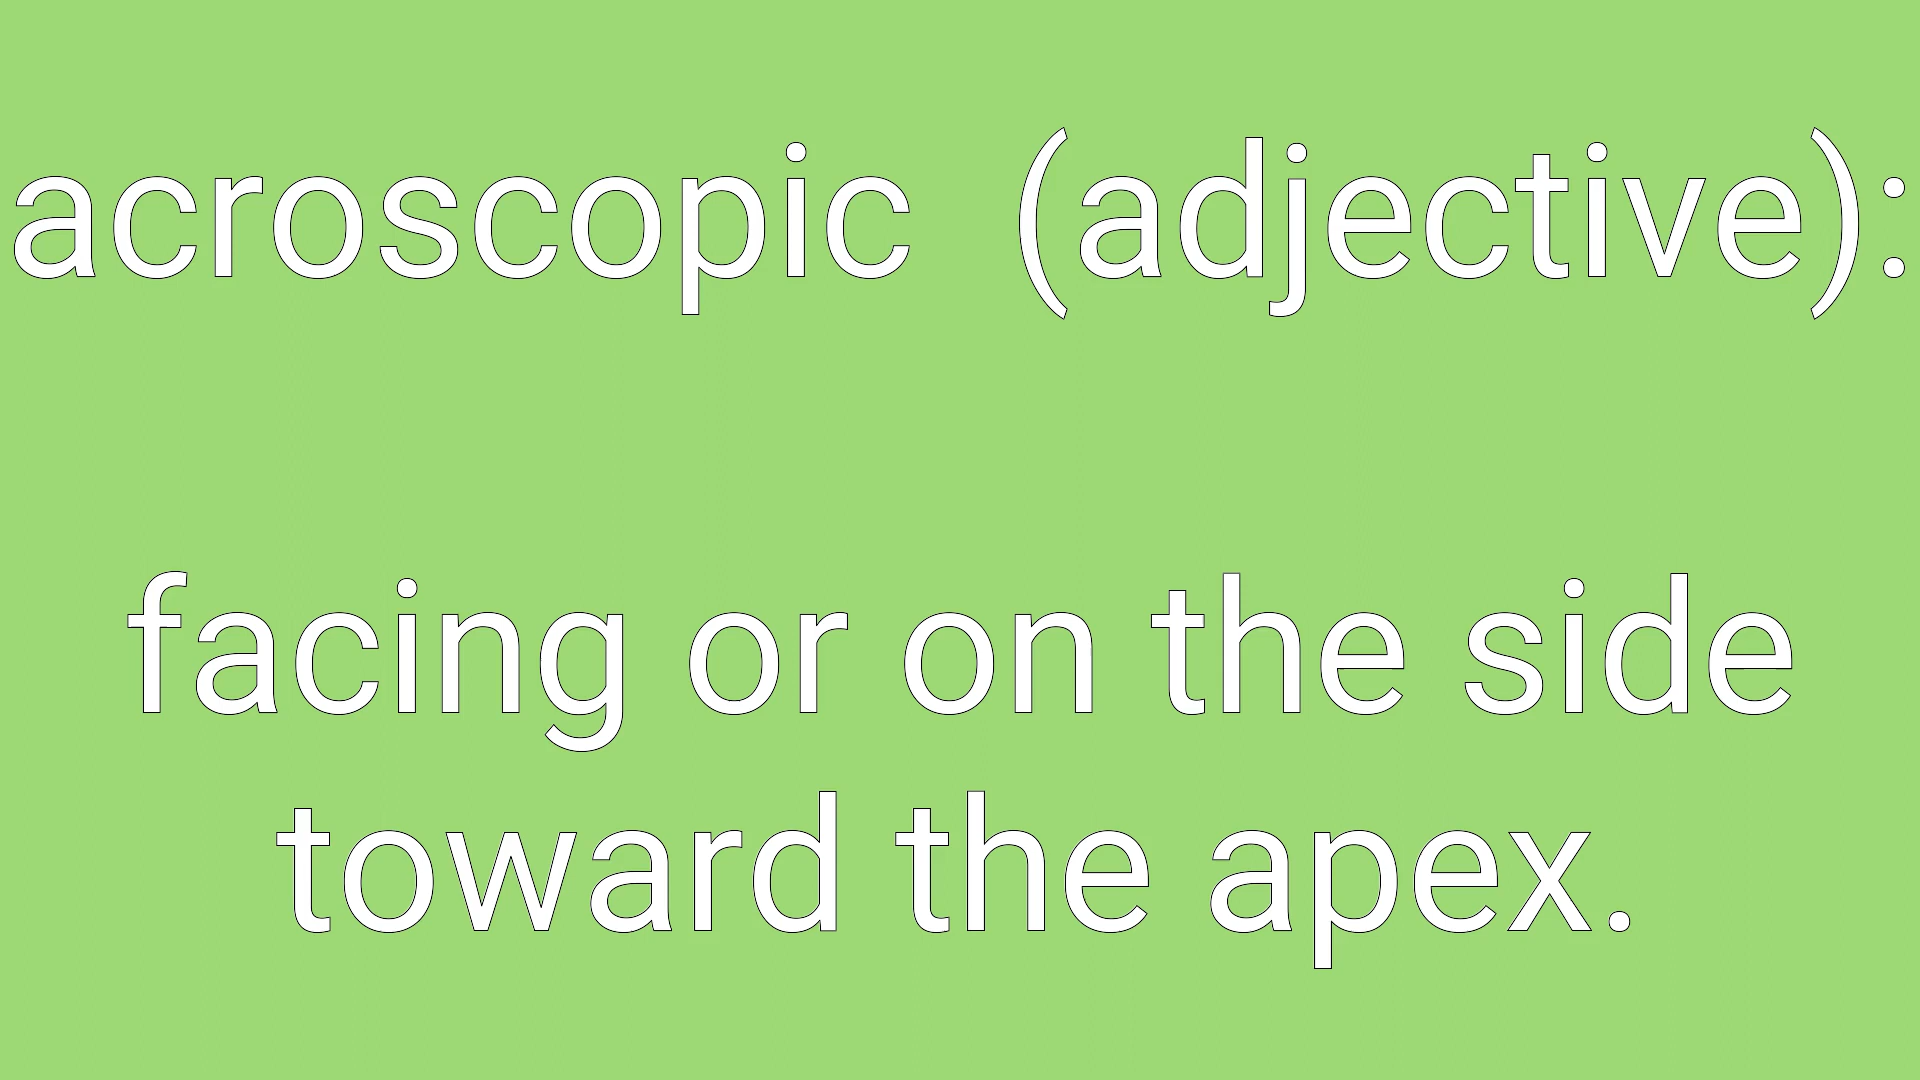 acroscopic  (adjective):
facing or on the side
toward the apex.